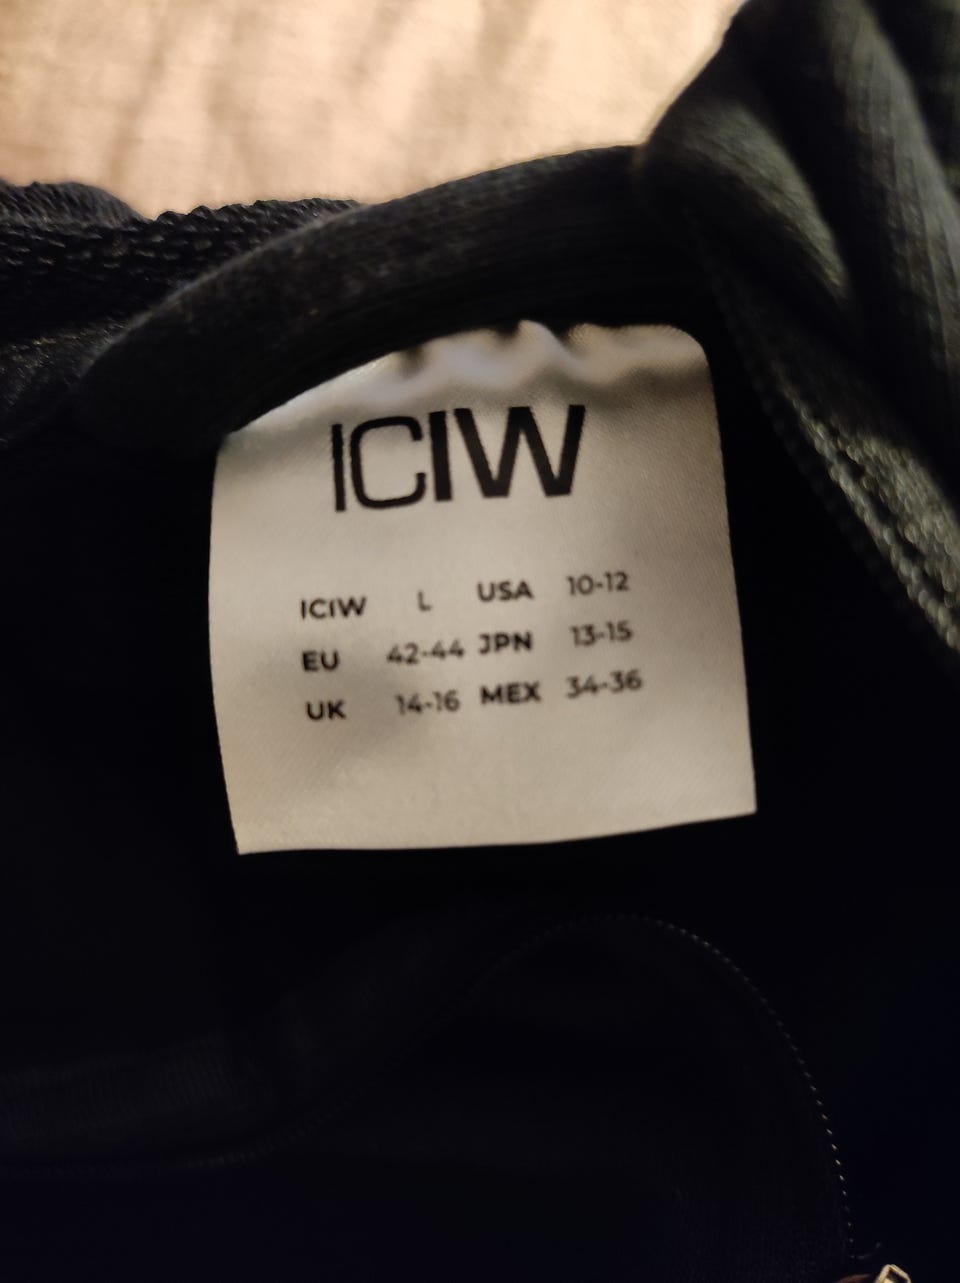 ICIW
ICIW L USA 10-12
EU 42-44 JPN 13-15
UK 14-16 MEX 34-36